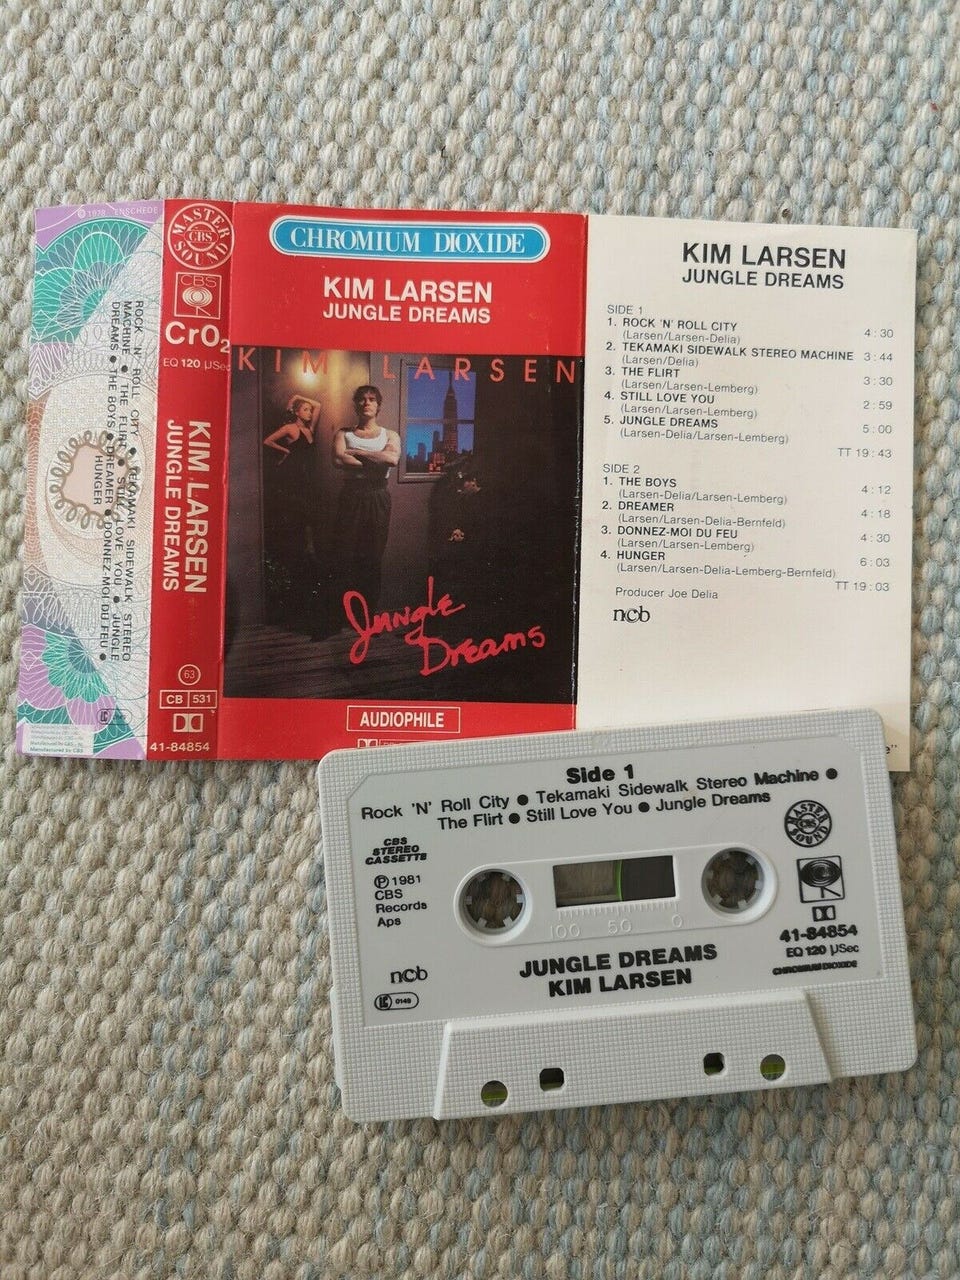 © 1979 ENSCHEDE
ROCK 'N' ROLL CITY ● TEKAMAKI SIDEWALK STEREO
MACHINE ● THE FLIRT ● STILL LOVE YOU ● JUNGLE
DREAMS ● THE BOYS ● DREAMER ● DONNEZ-MOI DU FEU ●
HUNGER
Manufactured by CBS
MASTER
CBS
SOUND
CBS
CrO2
EQ 120 µSec
KIM LARSEN
JUNGLE DREAMS
63
CB 531
41-84854
CHROMIUM DIOXIDE
KIM LARSEN
JUNGLE DREAMS
KIM LARSEN
Jungle
Dreams
AUDIOPHILE
KIM LARSEN
JUNGLE DREAMS
SIDE 1
1. ROCK 'N' ROLL CITY 4:30
(Larsen/Larsen-Delia)
2. TEKAMAKI SIDEWALK STEREO MACHINE 3:44
(Larsen/Delia)
3. THE FLIRT 3:30
(Larsen/Larsen-Lemberg)
4. STILL LOVE YOU 2:59
(Larsen/Larsen-Lemberg)
5. JUNGLE DREAMS 5:00
(Larsen-Delia/Larsen-Lemberg)
TT 19:43
SIDE 2
1. THE BOYS 4:12
(Larsen-Delia/Larsen-Lemberg)
2. DREAMER 4:18
(Larsen/Larsen-Delia-Bernfeld)
3. DONNEZ-MOI DU FEU 4:30
(Larsen/Larsen-Lemberg)
4. HUNGER 6:03
(Larsen/Larsen-Delia-Lemberg-Bernfeld)
TT 19:03
Producer Joe Delia
ncb
Side 1
Rock 'N' Roll City ● Tekamaki Sidewalk Stereo Machine ●
The Flirt ● Still Love You ● Jungle Dreams
CBS
STEREO
CASSETTE
℗ 1981
CBS
Records
Aps
ncb
LC 0149
MASTER
CBS
SOUND
41-84854
EQ 120 µSec
CHROMIUM DIOXIDE
100 50 0
JUNGLE DREAMS
KIM LARSEN